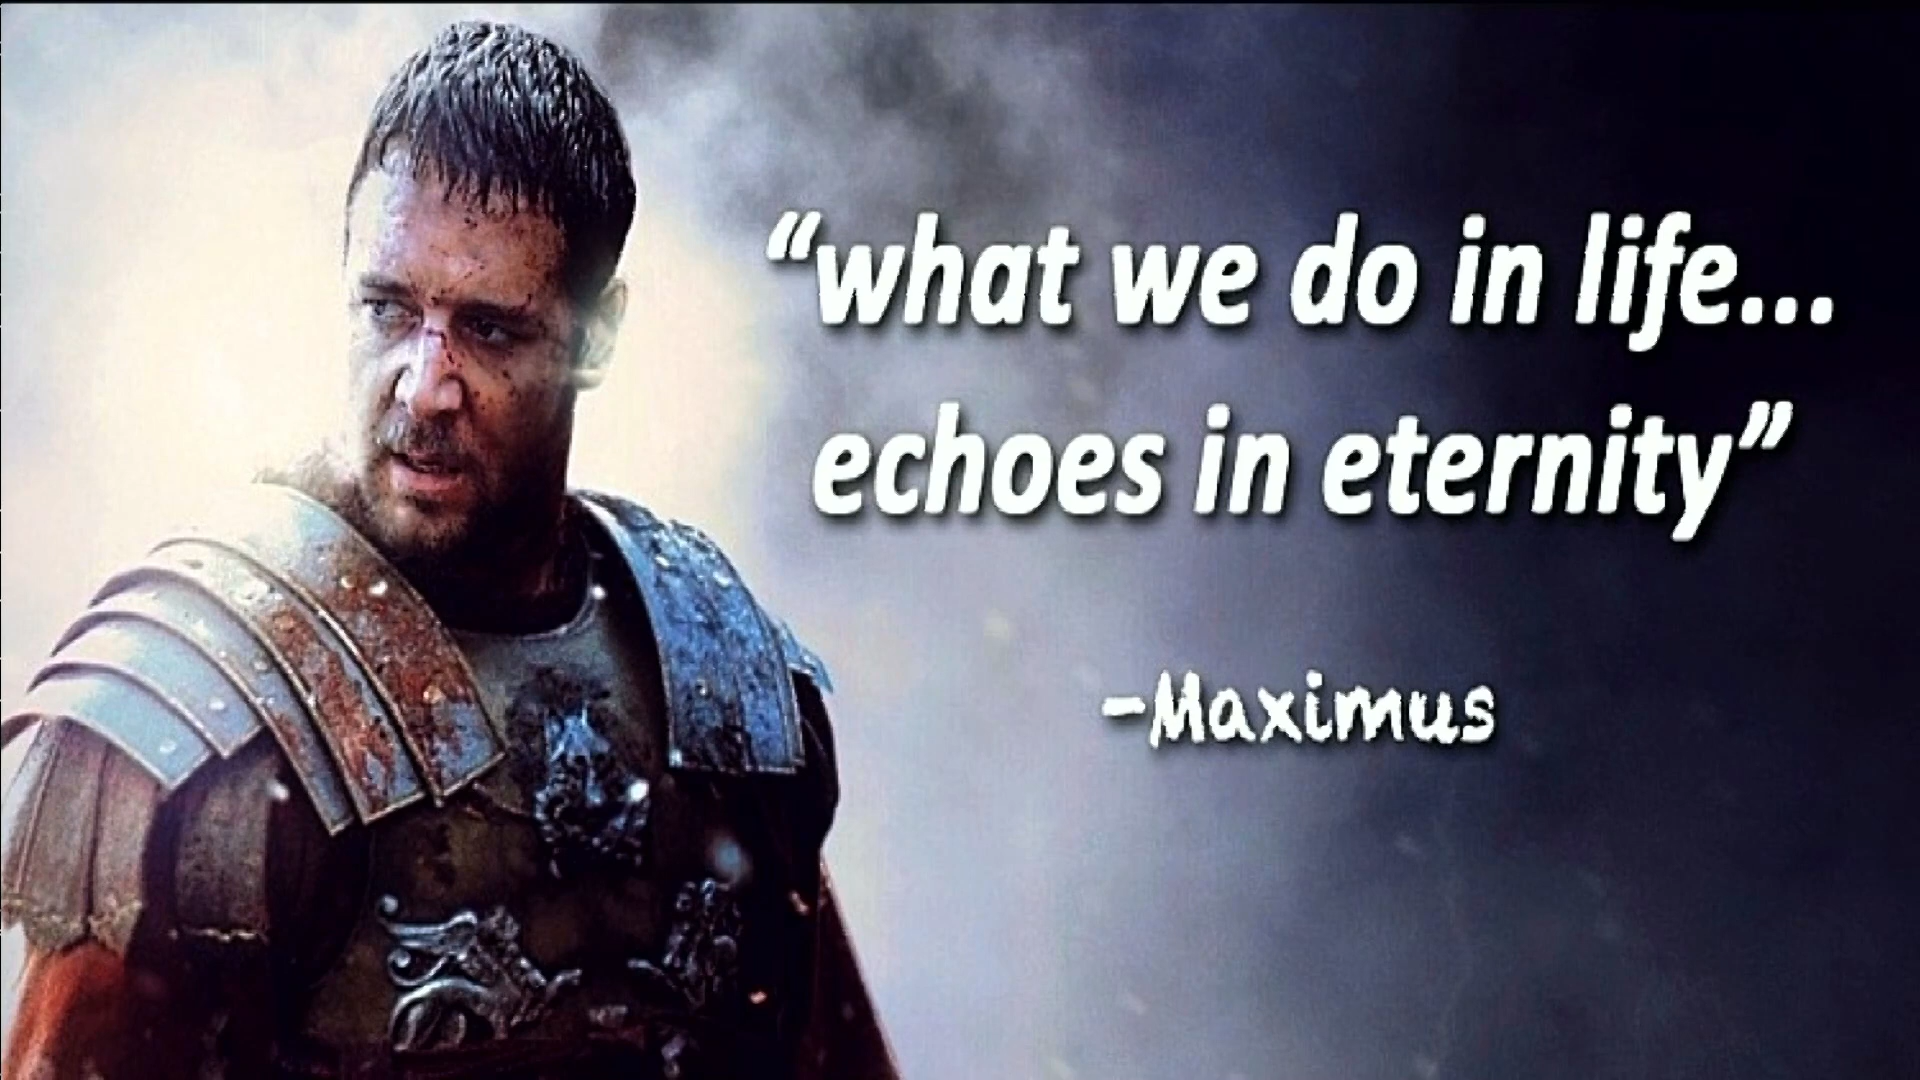 “what we do in life...
echoes in eternity”
-Maximus